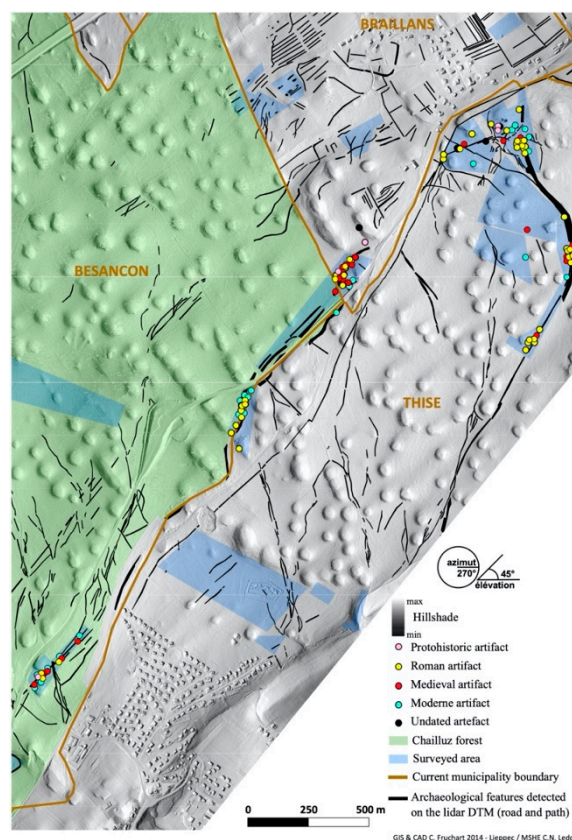 BRAILLANS
BESANCON
THISE
azimut
270°
45°
élévation
max
Hillshade
min
Protohistoric artifact
Roman artifact
Medieval artifact
Moderne artifact
Undated artefact
Chailluz forest
Surveyed area
Current municipality boundary
Archaeological features detected
on the lidar DTM (road and path)
0 250 500 m
GIS & CAD C. Fruchart 2014 - Lieppec / MSHE C.N.